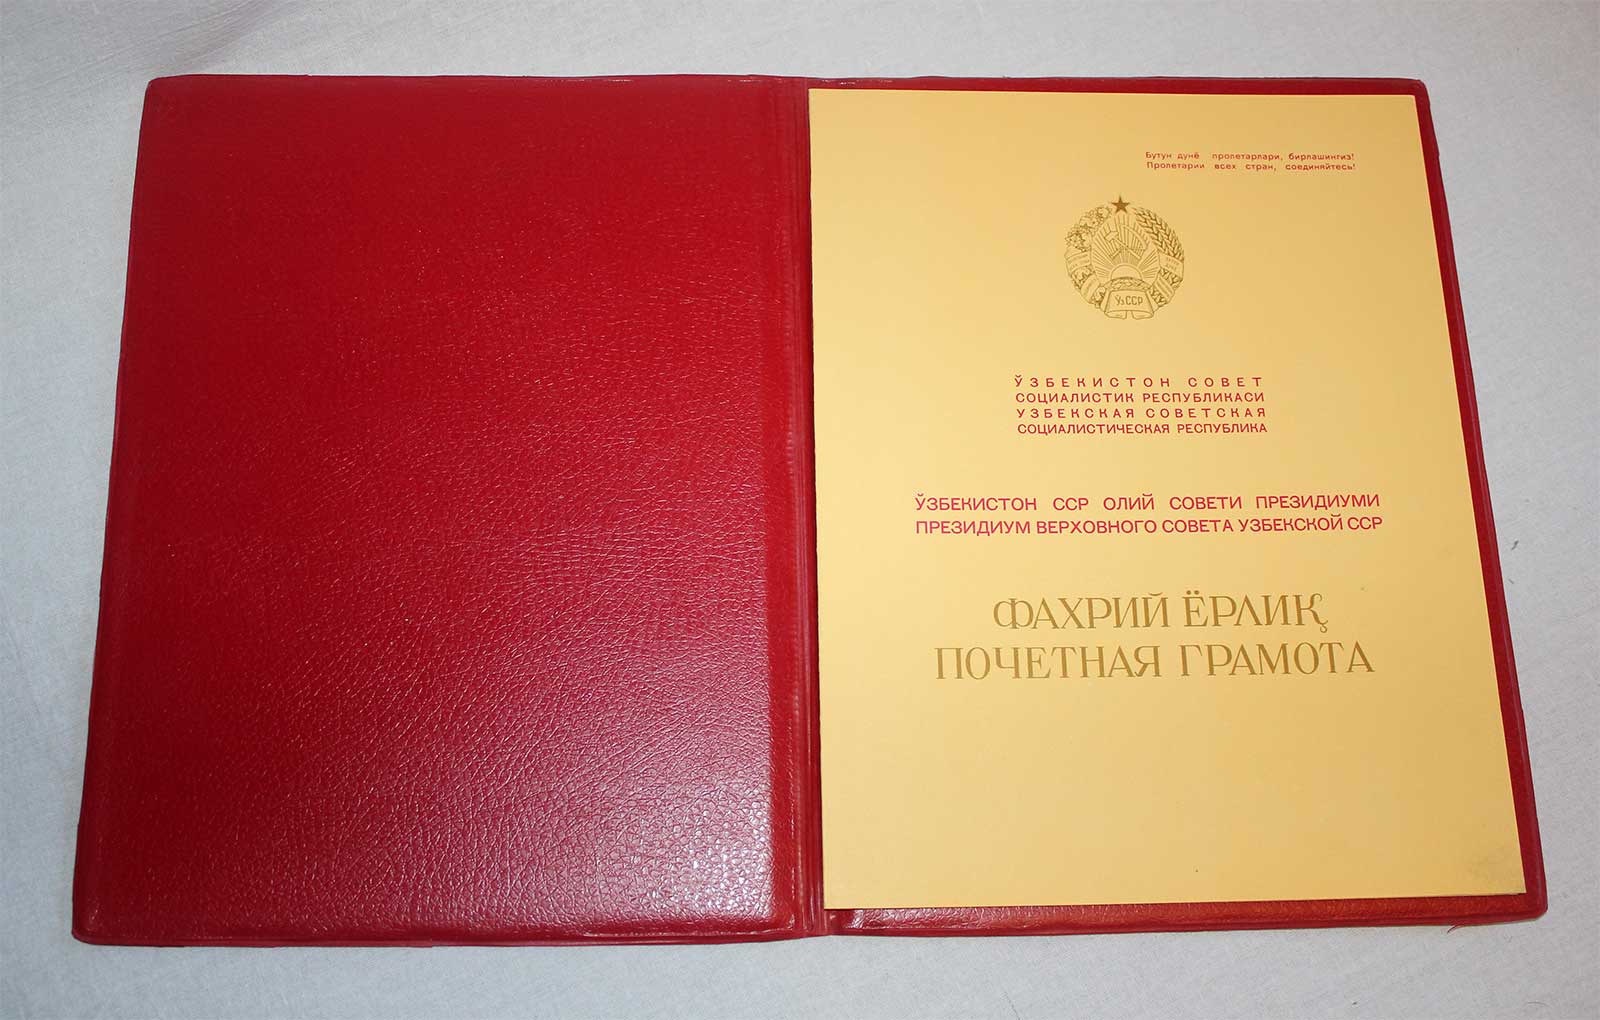 Бутун дунё пролетарлари, бирлашингиз!
Пролетарии всех стран, соединяйтесь!
ЎзССР
ЎЗБЕКИСТОН СОВЕТ
СОЦИАЛИСТИК РЕСПУБЛИКАСИ
УЗБЕКСКАЯ СОВЕТСКАЯ
СОЦИАЛИСТИЧЕСКАЯ РЕСПУБЛИКА
ЎЗБЕКИСТОН ССР ОЛИЙ СОВЕТИ ПРЕЗИДИУМИ
ПРЕЗИДИУМ ВЕРХОВНОГО СОВЕТА УЗБЕКСКОЙ ССР
ФАХРИЙ ЁРЛИҚ
ПОЧЕТНАЯ ГРАМОТА